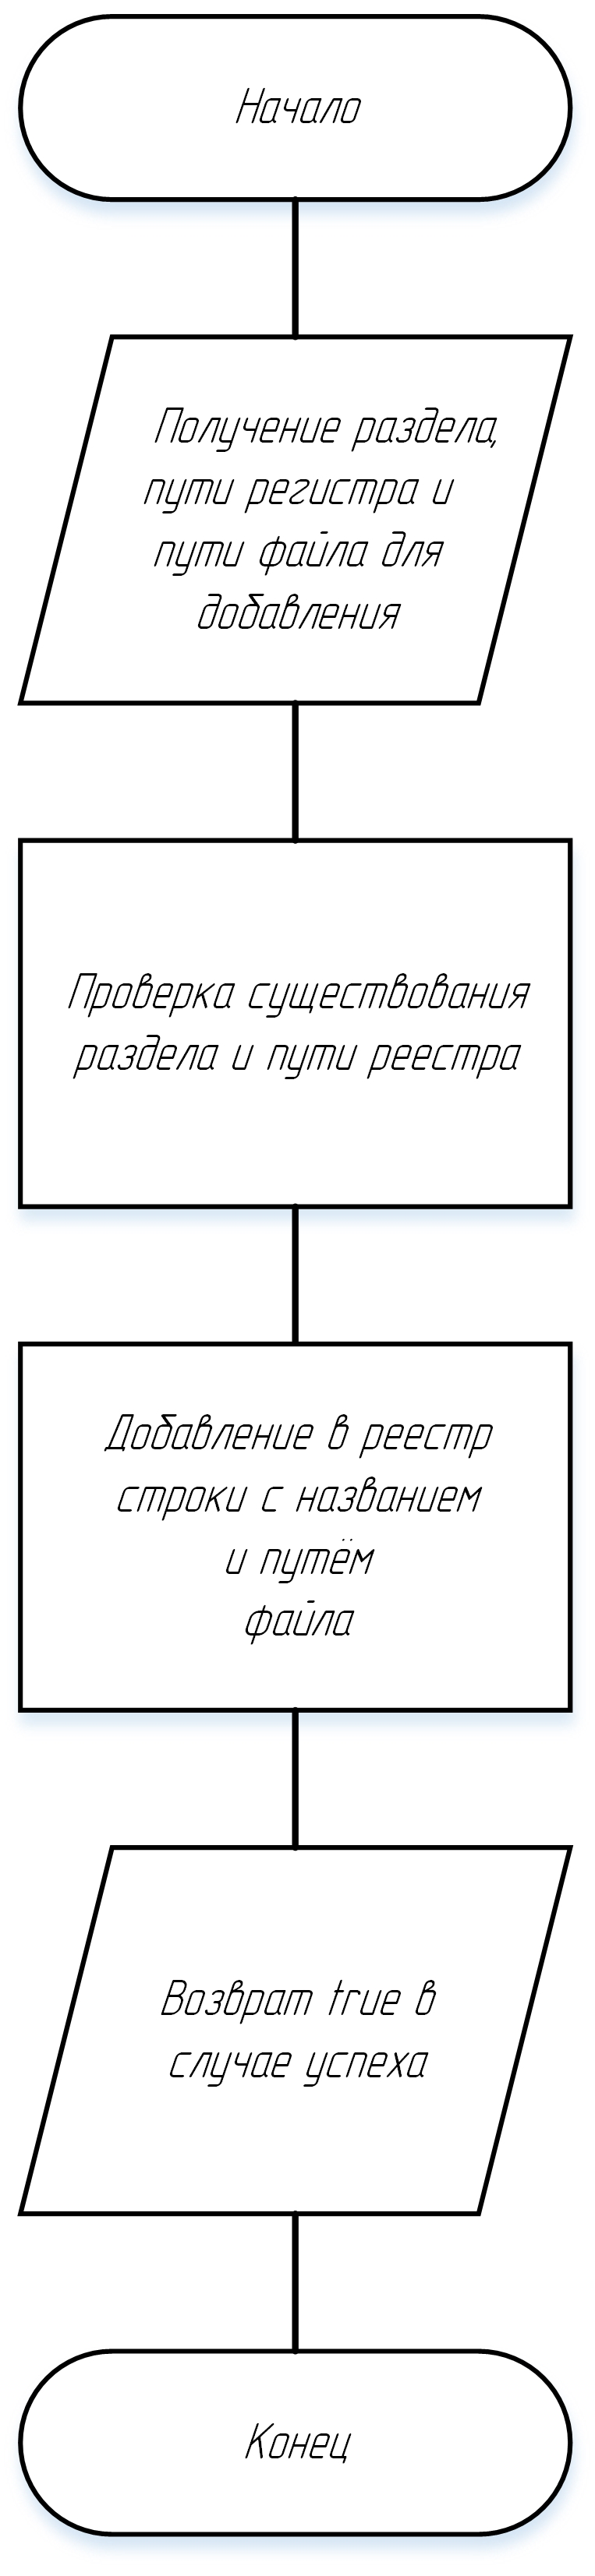 Начало
Получение раздела,
пути регистра и
пути файла для
добавления
Проверка существования
раздела и пути реестра
Добавление в реестр
строки с названием
и путём
файла
Возврат true в
случае успеха
Конец